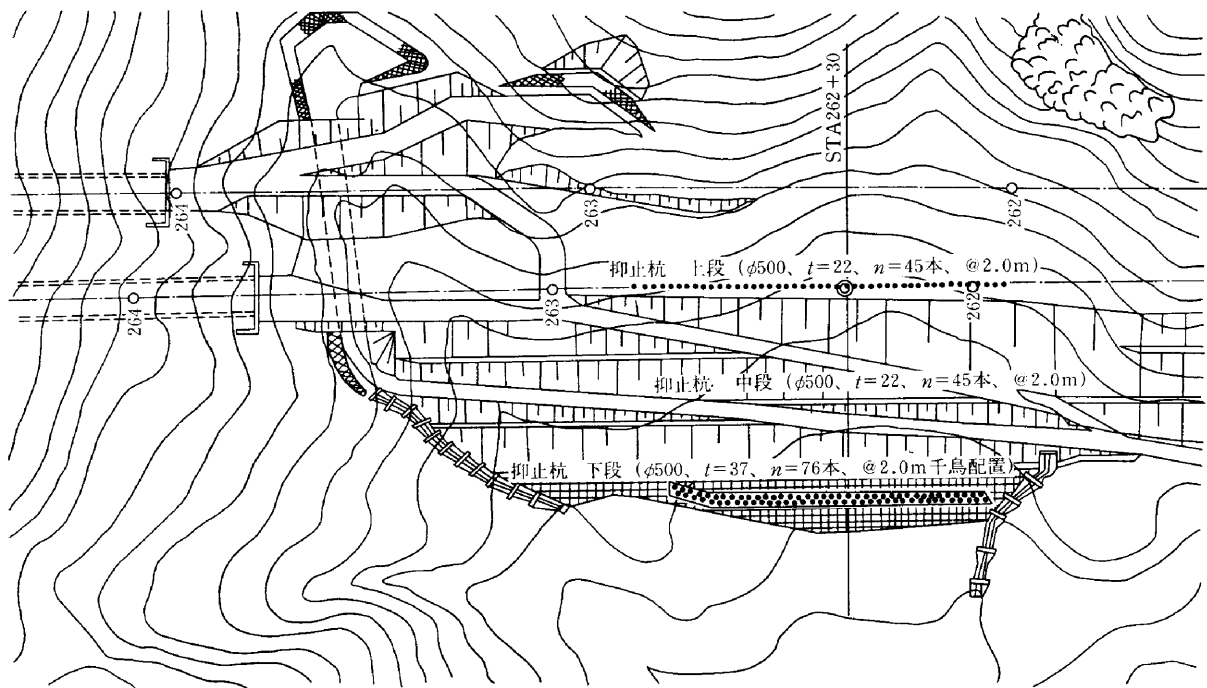 STA262+30
264
263
262
抑止杭 上段 (φ500、t=22、n=45本、@2.0m)
264
263
262
抑止杭 中段 (φ500、t=22、n=45本、@2.0m)
抑止杭 下段 (φ500、t=37、n=76本、@2.0m千鳥配置)